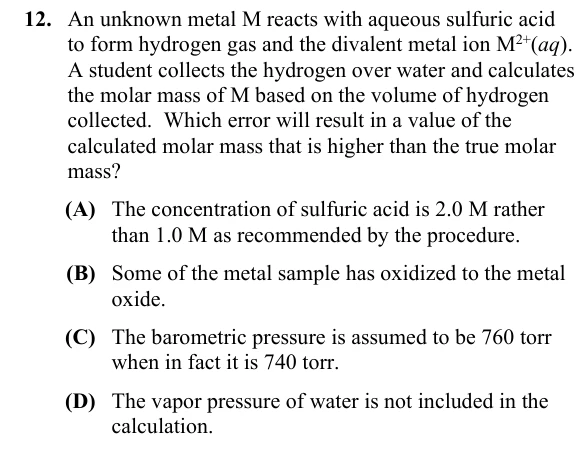 12. An unknown metal M reacts with aqueous sulfuric acid
to form hydrogen gas and the divalent metal ion M²⁺(aq).
A student collects the hydrogen over water and calculates
the molar mass of M based on the volume of hydrogen
collected. Which error will result in a value of the
calculated molar mass that is higher than the true molar
mass?
(A) The concentration of sulfuric acid is 2.0 M rather
than 1.0 M as recommended by the procedure.
(B) Some of the metal sample has oxidized to the metal
oxide.
(C) The barometric pressure is assumed to be 760 torr
when in fact it is 740 torr.
(D) The vapor pressure of water is not included in the
calculation.